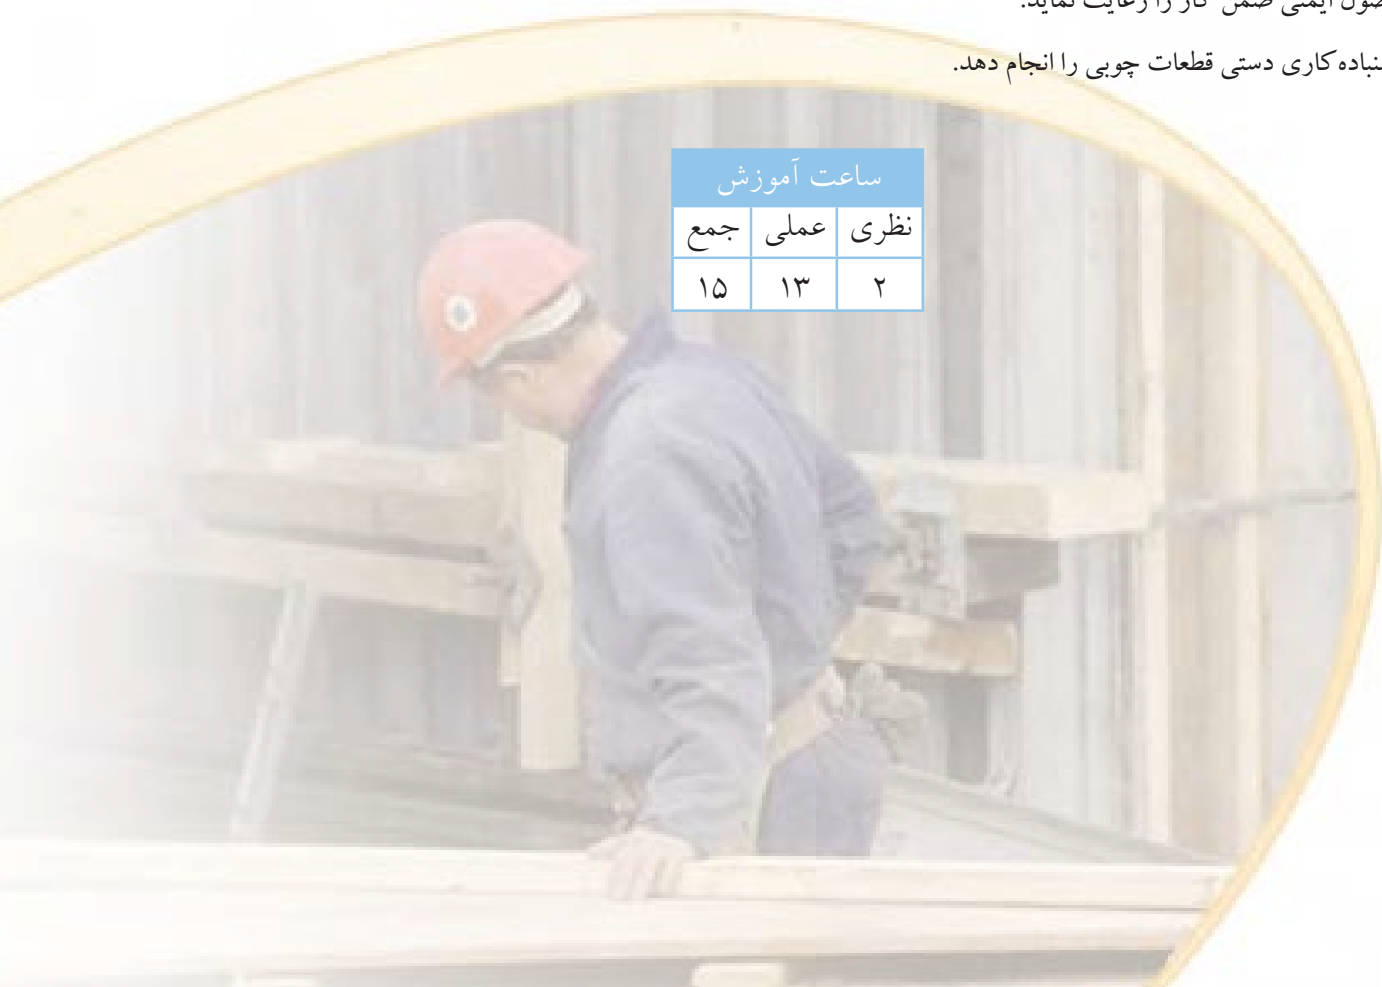 ایمنی ضمن کار را رعایت نماید.
کاری دستی قطعات چوبی را انجام دهد.
ساعت آموزش
نظری عملی جمع
۲ ۱۳ ۱۵